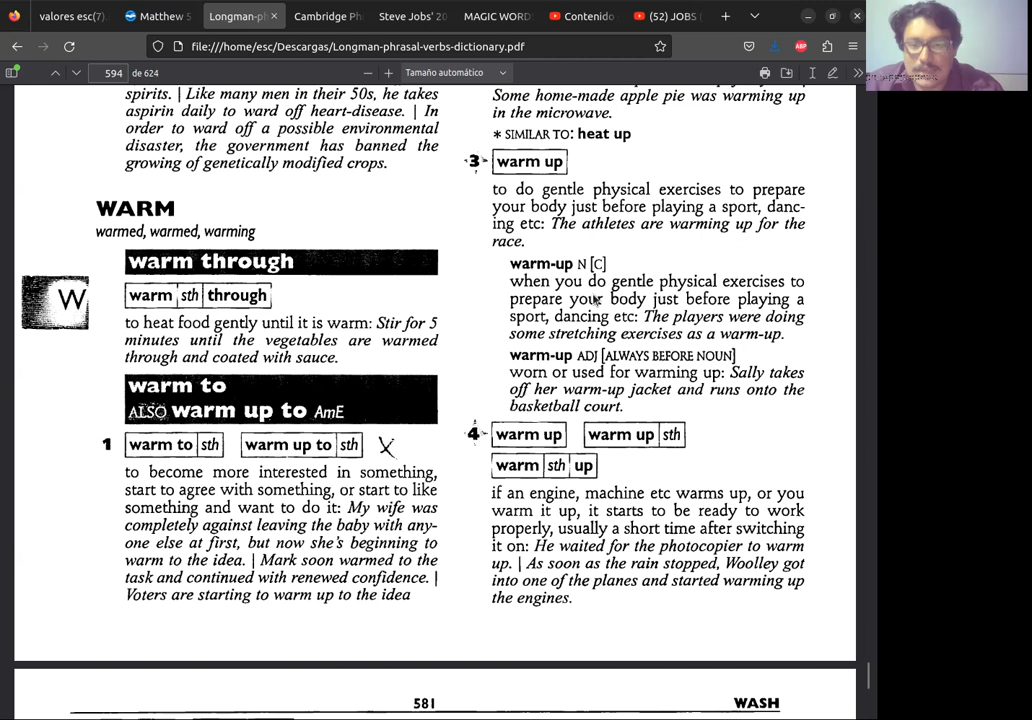 valores esc(7).
Matthew 5
Longman-ph
Cambridge Ph
Steve Jobs' 20
MAGIC WORD
Contenido
(52) JOBS
file:///home/esc/Descargas/Longman-phrasal-verbs-dictionary.pdf
ABP
594 de 624
Tamaño automático
spirits. | Like many men in their 50s, he takes
aspirin daily to ward off heart-disease. | In
order to ward off a possible environmental
disaster, the government has banned the
growing of genetically modified crops.
WARM
warmed, warmed, warming
W
warm through
warm sth through
to heat food gently until it is warm: Stir for 5
minutes until the vegetables are warmed
through and coated with sauce.
warm to
ALSO warm up to AmE
1 warm to sth warm up to sth X
to become more interested in something,
start to agree with something, or start to like
something and want to do it: My wife was
completely against leaving the baby with any-
one else at first, but now she's beginning to
warm to the idea. | Mark soon warmed to the
task and continued with renewed confidence. |
Voters are starting to warm up to the idea
Some home-made apple pie was warming up
in the microwave.
* SIMILAR TO: heat up
3 warm up
to do gentle physical exercises to prepare
your body just before playing a sport, danc-
ing etc: The athletes are warming up for the
race.
warm-up N [C]
when you do gentle physical exercises to
prepare your body just before playing a
sport, dancing etc: The players were doing
some stretching exercises as a warm-up.
warm-up ADJ [ALWAYS BEFORE NOUN]
worn or used for warming up: Sally takes
off her warm-up jacket and runs onto the
basketball court.
4 warm up warm up sth
warm sth up
if an engine, machine etc warms up, or you
warm it up, it starts to be ready to work
properly, usually a short time after switching
it on: He waited for the photocopier to warm
up. | As soon as the rain stopped, Woolley got
into one of the planes and started warming up
the engines.
581 WASH